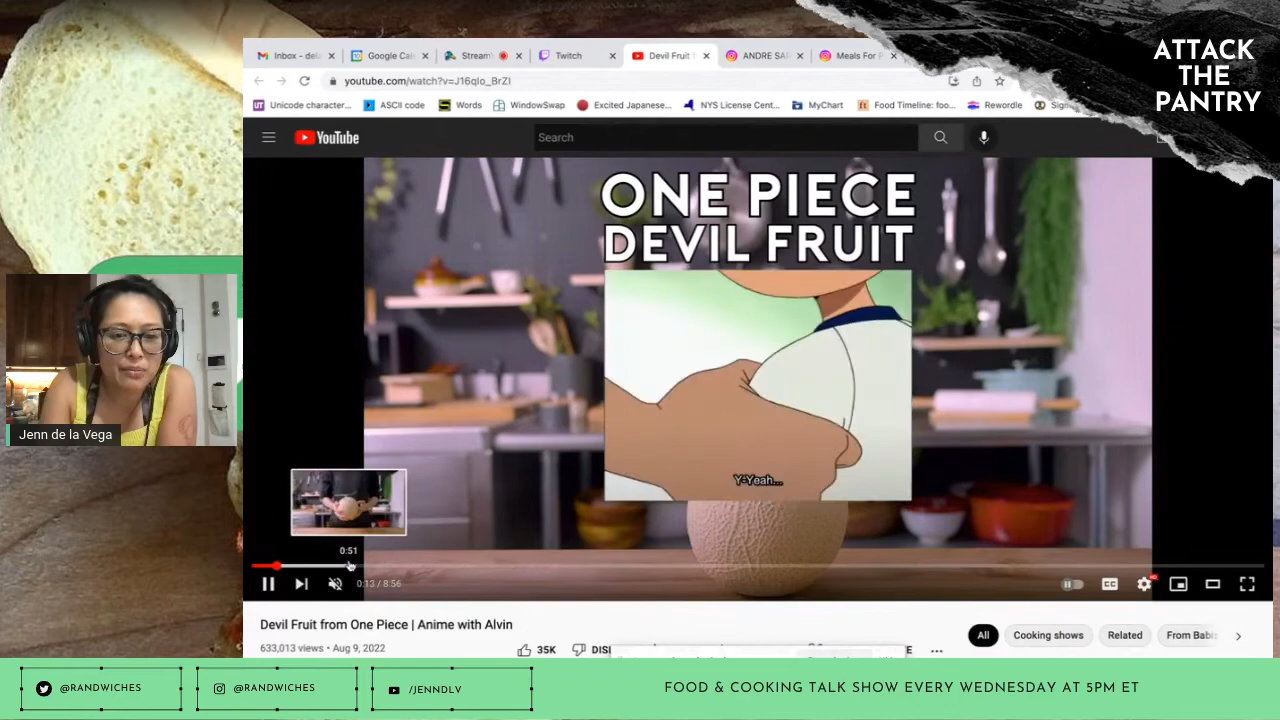 ATTACK
THE
PANTRY
Inbox – del
Google Cal
Stream
Twitch
Devil Fruit
ANDRE SA
Meals For
youtube.com/watch?v=J16qlo_BrZI
UT Unicode character...
ASCII code
Words
WindowSwap
Excited Japanese...
NYS License Cent...
MyChart
ft Food Timeline: foo...
Rewordle
YouTube
Search
ONE PIECE
DEVIL FRUIT
Y-Yeah...
Jenn de la Vega
0:51
0:13 / 8:56
CC
Devil Fruit from One Piece | Anime with Alvin
All
Cooking shows
Related
633,013 views • Aug 9, 2022
35K
@RANDWICHES
@RANDWICHES
/JENNDLV
FOOD & COOKING TALK SHOW EVERY WEDNESDAY AT 5PM ET